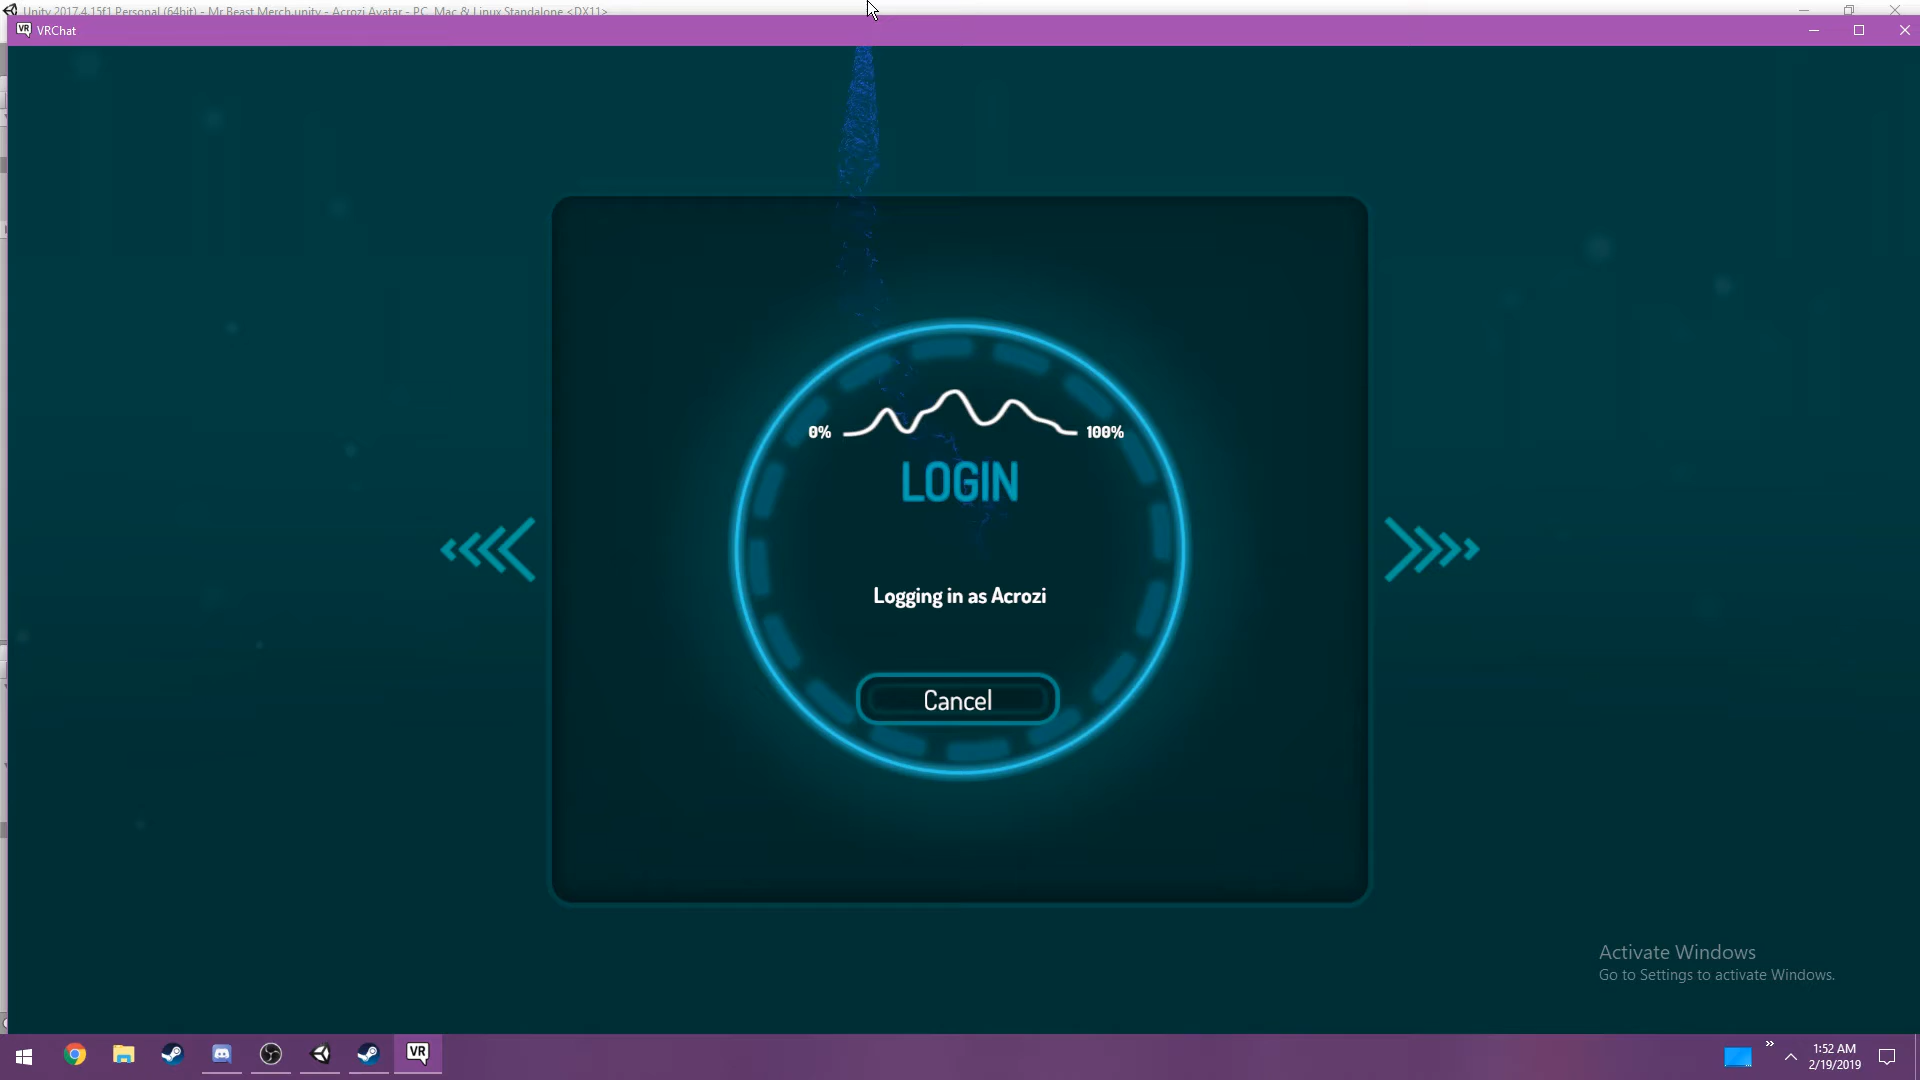 Unity 2017.4.15f1 Personal (64bit) - Mr Beast Merch.unity - Acrozi Avatar - PC, Mac & Linux Standalone <DX11>
VR VRChat
0% 100%
LOGIN
Logging in as Acrozi
Cancel
Activate Windows
Go to Settings to activate Windows.
VR
1:52 AM
2/19/2019